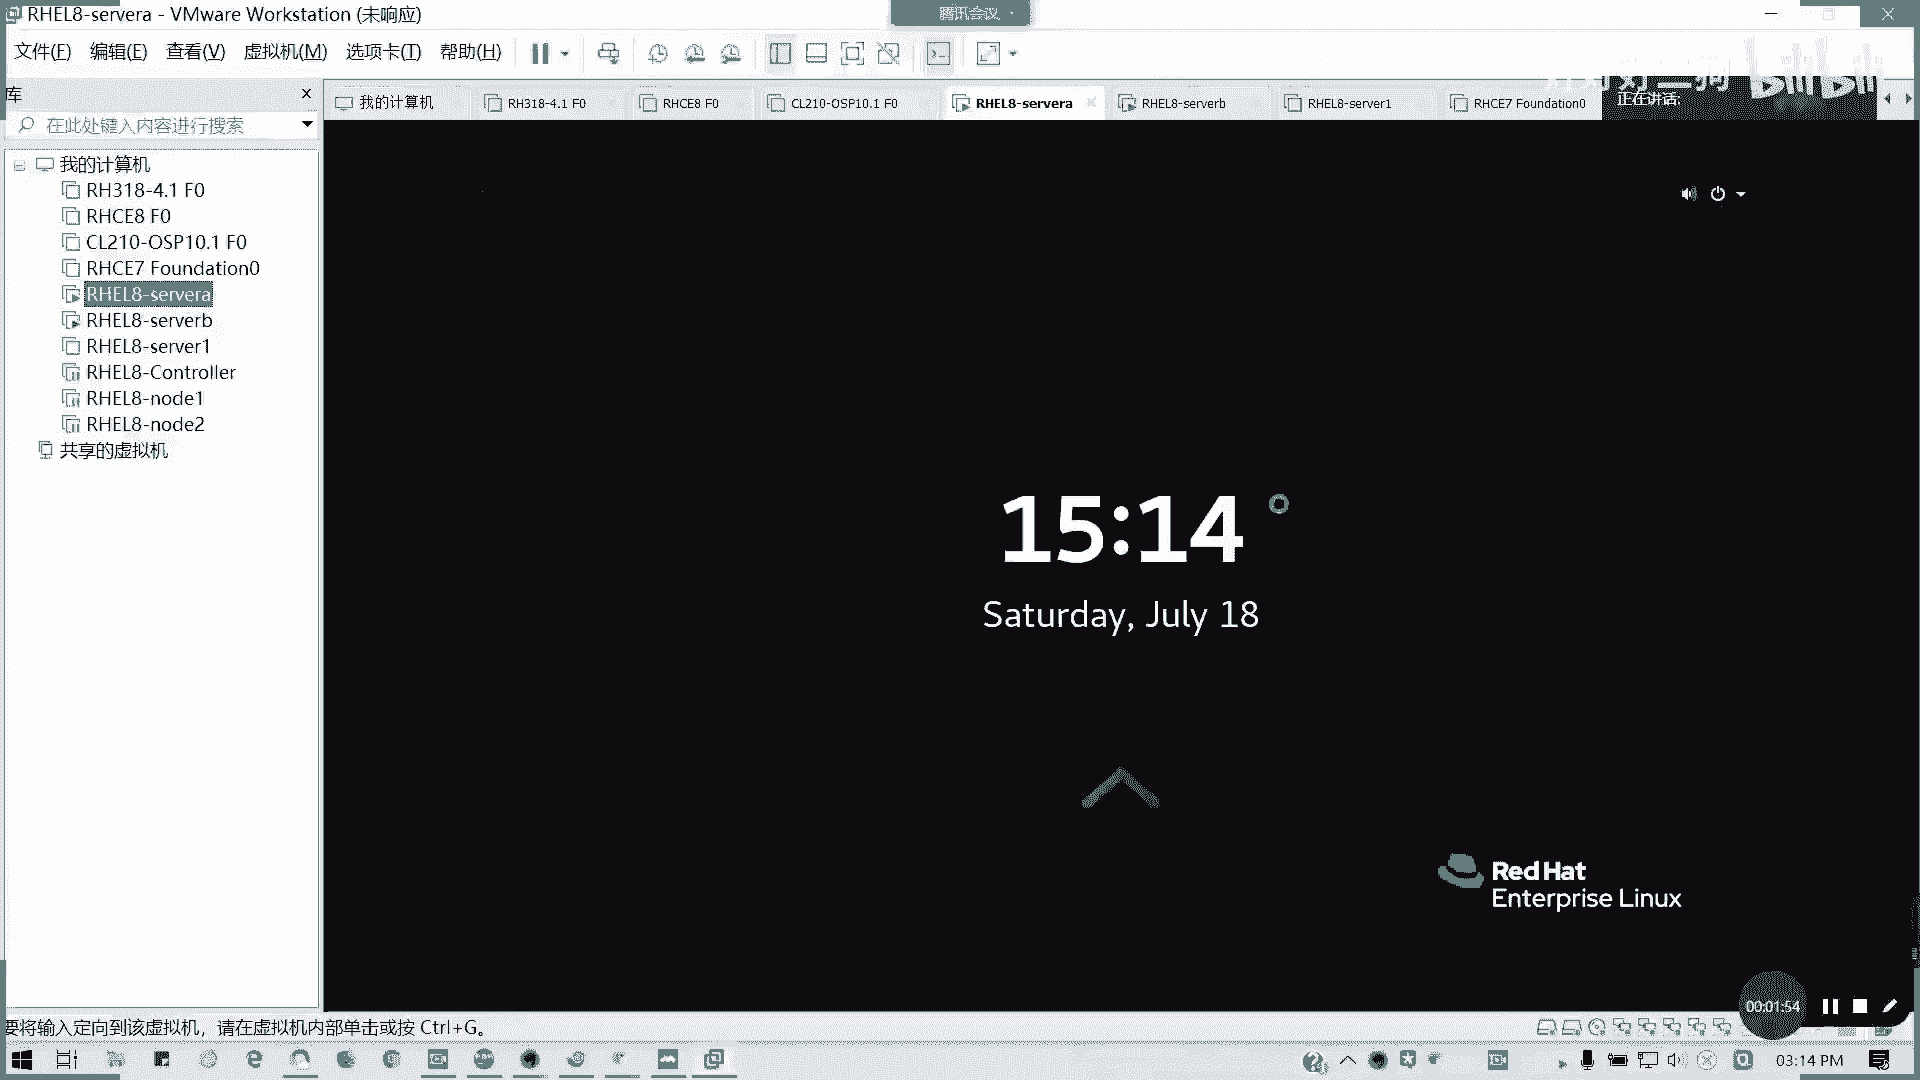 RHEL8-servera - VMware Workstation (未响应)
腾讯会议
文件(F) 编辑(E) 查看(V) 虚拟机(M) 选项卡(T) 帮助(H)
bilibili
正在讲话:
库
在此处键入内容进行搜索
我的计算机
RH318-4.1 F0
RHCE8 F0
CL210-OSP10.1 F0
RHEL8-servera
RHEL8-serverb
RHEL8-server1
RHCE7 Foundation0
我的计算机
RH318-4.1 F0
RHCE8 F0
CL210-OSP10.1 F0
RHCE7 Foundation0
RHEL8-servera
RHEL8-serverb
RHEL8-server1
RHEL8-Controller
RHEL8-node1
RHEL8-node2
共享的虚拟机
15:14
Saturday, July 18
Red Hat
Enterprise Linux
00:01:54
要将输入定向到该虚拟机，请在虚拟机内部单击或按 Ctrl+G。
03:14 PM